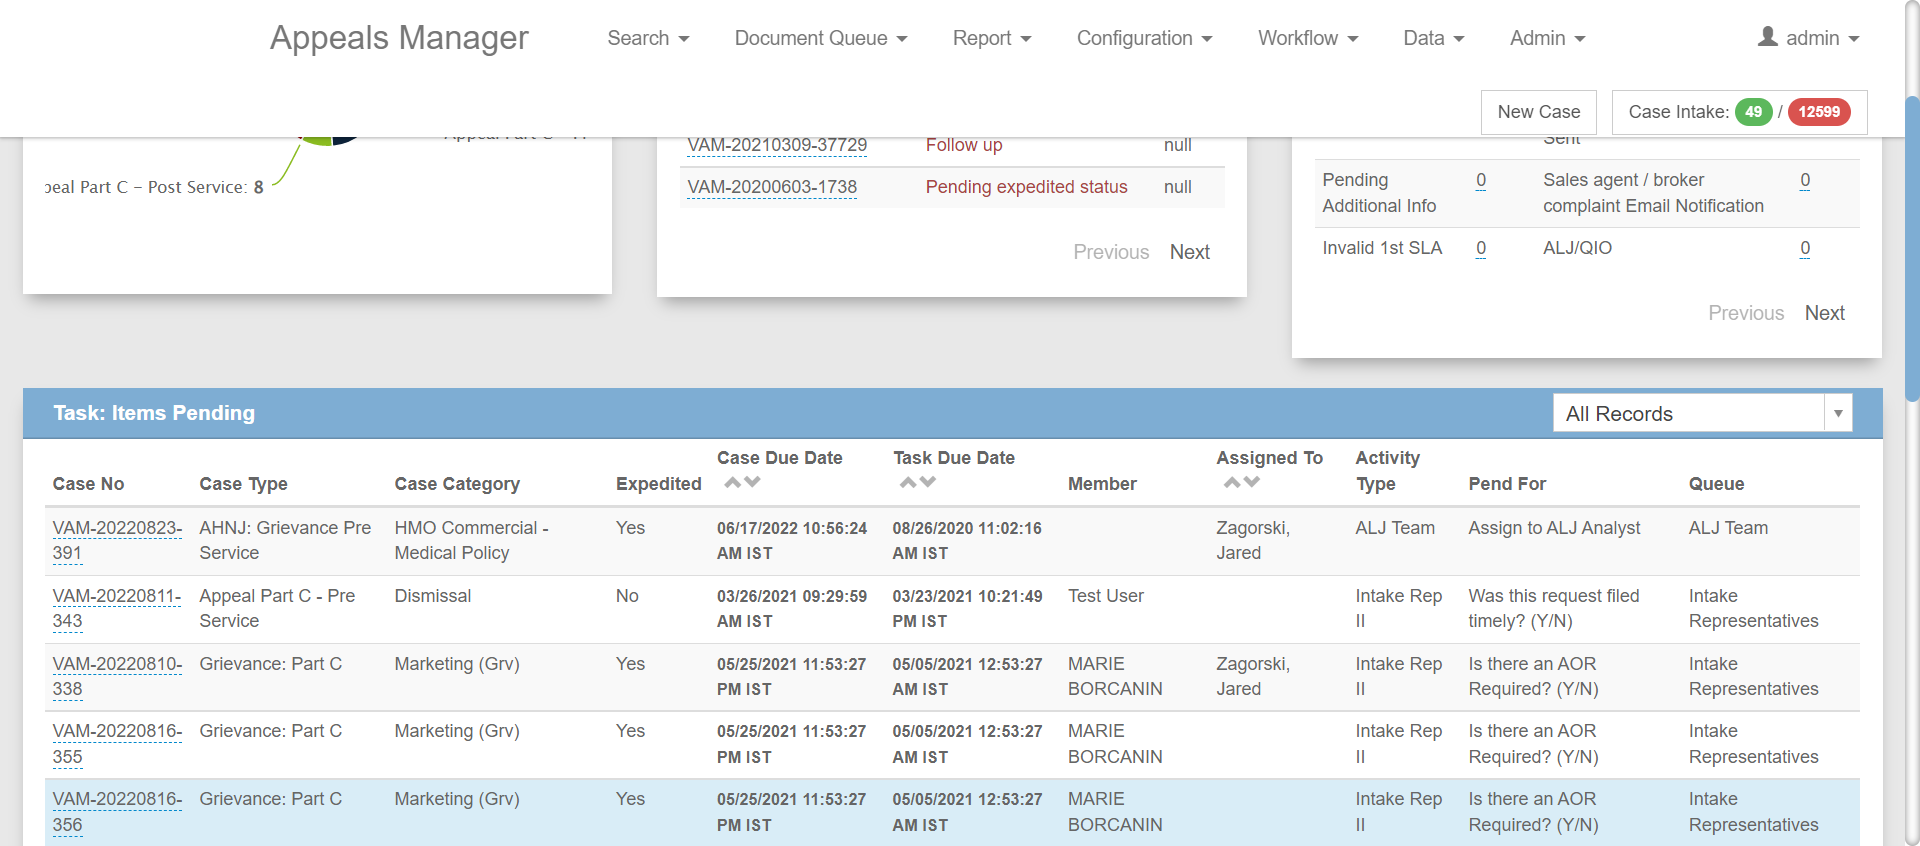 Appeals Manager
Search
Document Queue
Report
Configuration
Workflow
Data
Admin
admin
New Case
Case Intake: 49 / 12599
peal Part C - Post Service: 8
VAM-20210309-37729 Follow up null
VAM-20200603-1738 Pending expedited status null
Previous Next
Sent
Pending 0 Sales agent / broker 0
Additional Info complaint Email Notification
Invalid 1st SLA 0 ALJ/QIO 0
Previous Next
Task: Items Pending
All Records
Case Due Date Task Due Date Assigned To Activity
Case No Case Type Case Category Expedited Member Type Pend For Queue
VAM-20220823- AHNJ: Grievance Pre HMO Commercial - Yes 06/17/2022 10:56:24 08/26/2020 11:02:16 Zagorski, ALJ Team Assign to ALJ Analyst ALJ Team
391 Service Medical Policy AM IST AM IST Jared
VAM-20220811- Appeal Part C - Pre Dismissal No 03/26/2021 09:29:59 03/23/2021 10:21:49 Test User Intake Rep Was this request filed Intake
343 Service AM IST PM IST II timely? (Y/N) Representatives
VAM-20220810- Grievance: Part C Marketing (Grv) Yes 05/25/2021 11:53:27 05/05/2021 12:53:27 MARIE Zagorski, Intake Rep Is there an AOR Intake
338 PM IST AM IST BORCANIN Jared II Required? (Y/N) Representatives
VAM-20220816- Grievance: Part C Marketing (Grv) Yes 05/25/2021 11:53:27 05/05/2021 12:53:27 MARIE Intake Rep Is there an AOR Intake
355 PM IST AM IST BORCANIN II Required? (Y/N) Representatives
VAM-20220816- Grievance: Part C Marketing (Grv) Yes 05/25/2021 11:53:27 05/05/2021 12:53:27 MARIE Intake Rep Is there an AOR Intake
356 PM IST AM IST BORCANIN II Required? (Y/N) Representatives